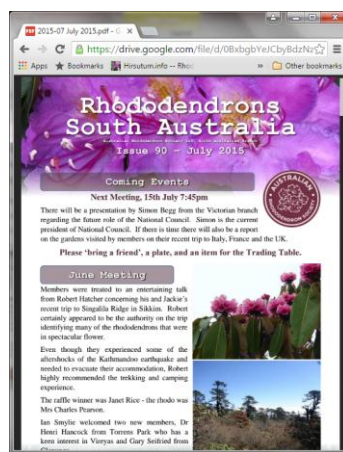 2015-07 July 2015.pdf - G
https://drive.google.com/file/d/0BxbgbYeJCbyBdzNz
Apps Bookmarks Hirsutum.info -- Rho » Other bookmarks
Rhododendrons
South Australia
Issue 90 - July 2015
Coming Events
Next Meeting, 15th July 7:45pm
There will be a presentation by Simon Begg from the Victorian branch
regarding the future role of the National Council. Simon is the current
president of National Council. If there is time there will also be a report
on the gardens visited by members on their recent trip to Italy, France and the UK.
Please ‘bring a friend’, a plate, and an item for the Trading Table.
AUSTRALIAN
RHODODENDRON SOCIETY
June Meeting
Members were treated to an entertaining talk
from Robert Hatcher concerning his and Jackie’s
recent trip to Singalila Ridge in Sikkim. Robert
certainly appeared to be the authority on the trip
identifying many of the rhododendrons that were
in spectacular flower.
Even though they experienced some of the
aftershocks of the Kathmandoo earthquake and
needed to evacuate their accommodation, Robert
highly recommended the trekking and camping
experience.
The raffle winner was Janet Rice - the rhodo was
Mrs Charles Pearson.
Ian Smylie welcomed two new members, Dr
Henri Hancock from Torrens Park who has a
keen interest in Vireyas and Gary Seifried from